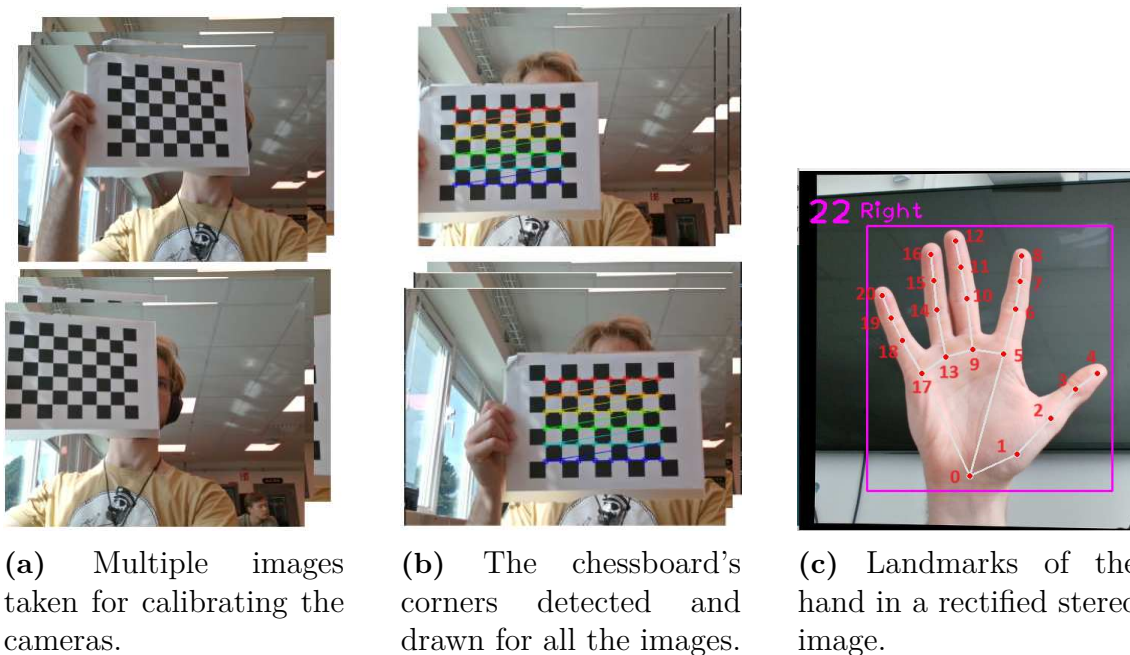 22 Right
12
16
8
11
15
7
20
10
14
6
19
18
9
5
13
4
17
3
2
1
0
(a) Multiple images
taken for calibrating the
cameras.
(b) The chessboard's
corners detected and
drawn for all the images.
(c) Landmarks of the
hand in a rectified stereo
image.